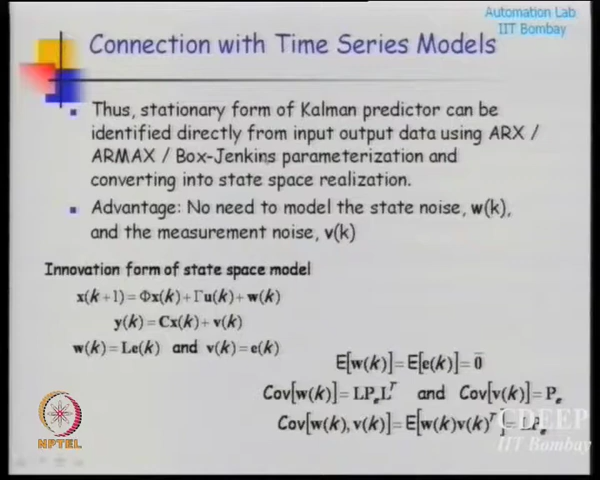 Automation Lab
IIT Bombay
Connection with Time Series Models
Thus, stationary form of Kalman predictor can be
identified directly from input output data using ARX /
ARMAX / Box-Jenkins parameterization and
converting into state space realization.
Advantage: No need to model the state noise, w(k),
and the measurement noise, v(k)
Innovation form of state space model
x(k+1)=Φx(k)+Γu(k)+w(k)
y(k)=Cx(k)+v(k)
w(k)=Le(k) and v(k)=e(k)
E[w(k)]=E[e(k)]=0̄
Cov[w(k)]=LPₑLᵀ and Cov[v(k)]=Pₑ
Cov[w(k),v(k)]=E[w(k)v(k)ᵀ]=LPₑ
CDEEP
IIT Bombay
NPTEL